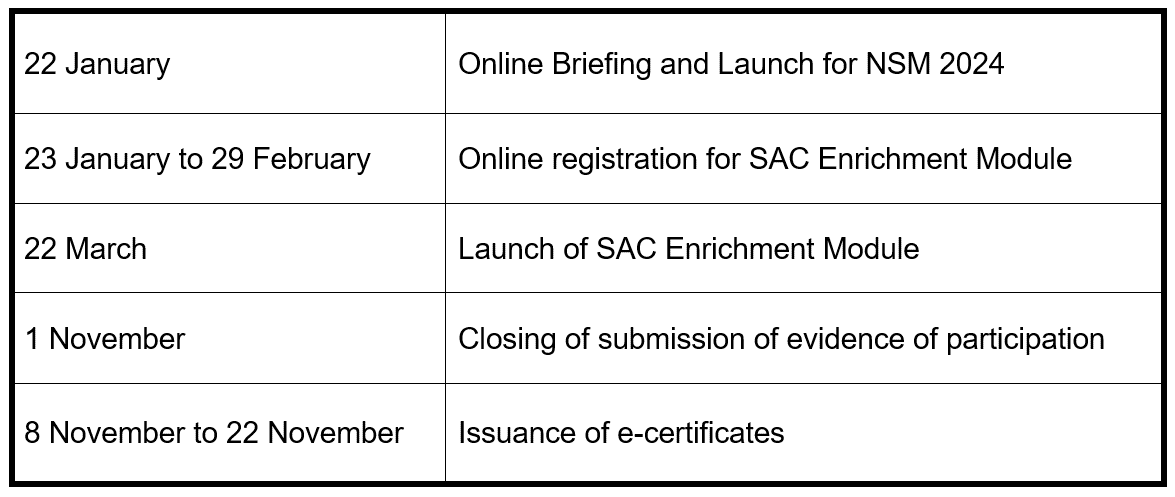 22 January
Online Briefing and Launch for NSM 2024
23 January to 29 February
Online registration for SAC Enrichment Module
22 March
Launch of SAC Enrichment Module
1 November
Closing of submission of evidence of participation
8 November to 22 November
Issuance of e-certificates